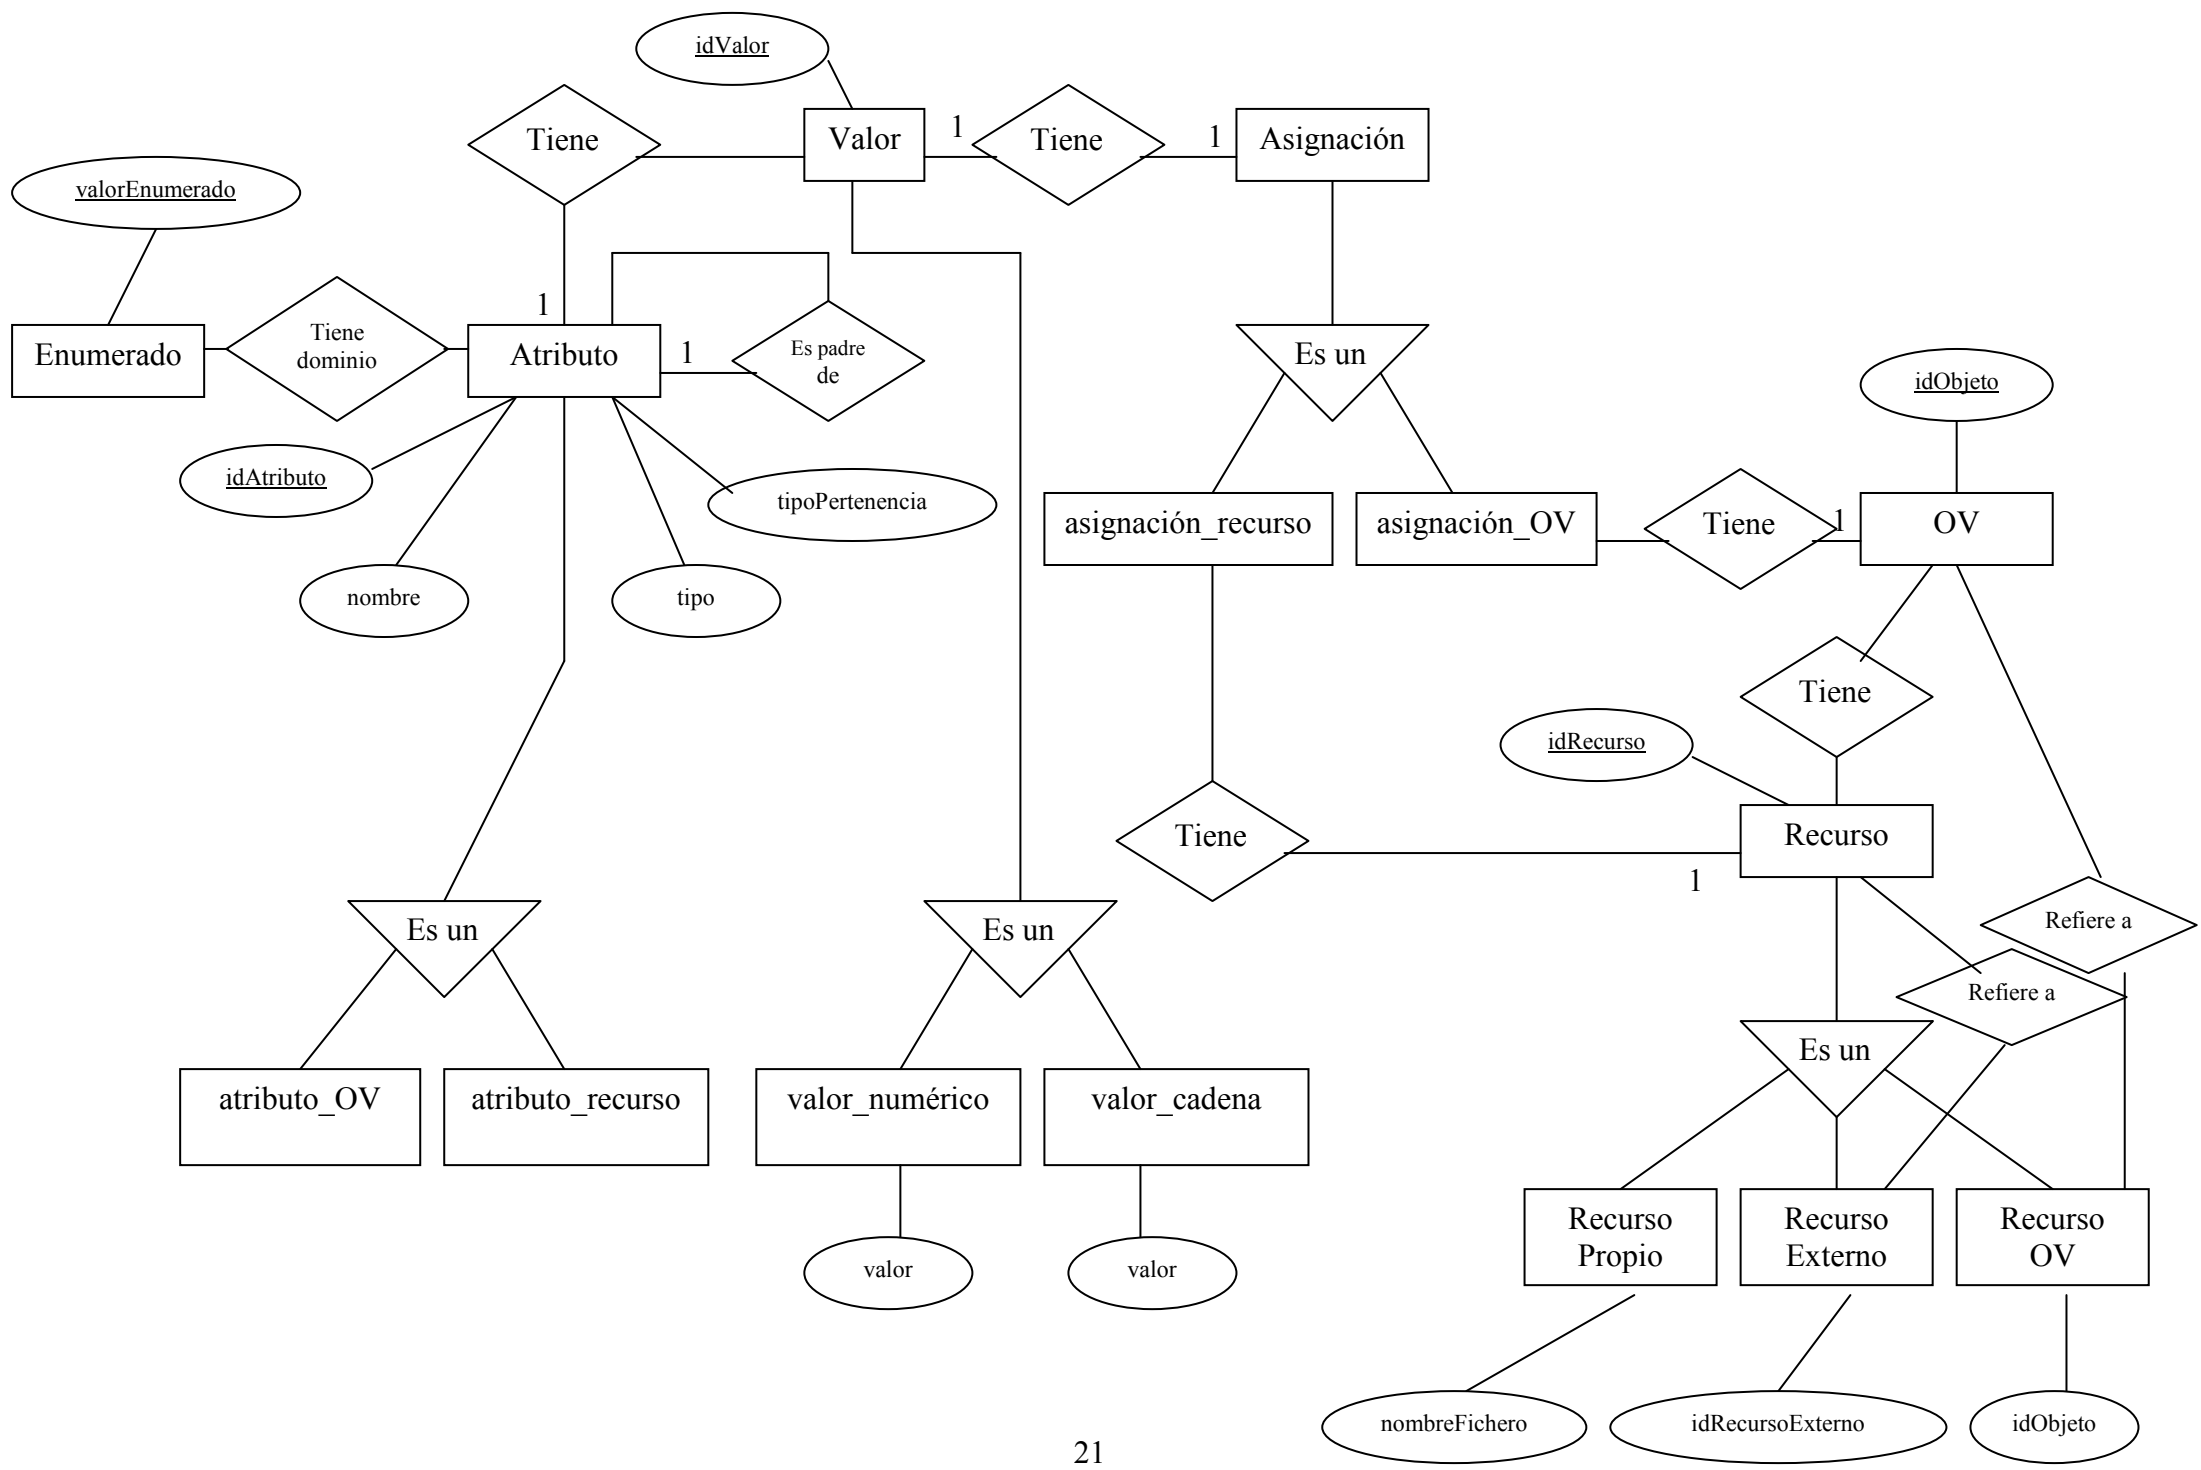 idValor
Tiene
Valor
1
Tiene
1
Asignación
valorEnumerado
1
Enumerado
Tiene
dominio
Atributo
1
Es padre
de
Es un
idObjeto
idAtributo
tipoPertenencia
asignación_recurso
asignación_OV
Tiene
1
OV
nombre
tipo
Tiene
idRecurso
Tiene
Recurso
1
Es un
Es un
Refiere a
Refiere a
Es un
atributo_OV
atributo_recurso
valor_numérico
valor_cadena
Recurso
Propio
Recurso
Externo
Recurso
OV
valor
valor
nombreFichero
idRecursoExterno
idObjeto
21